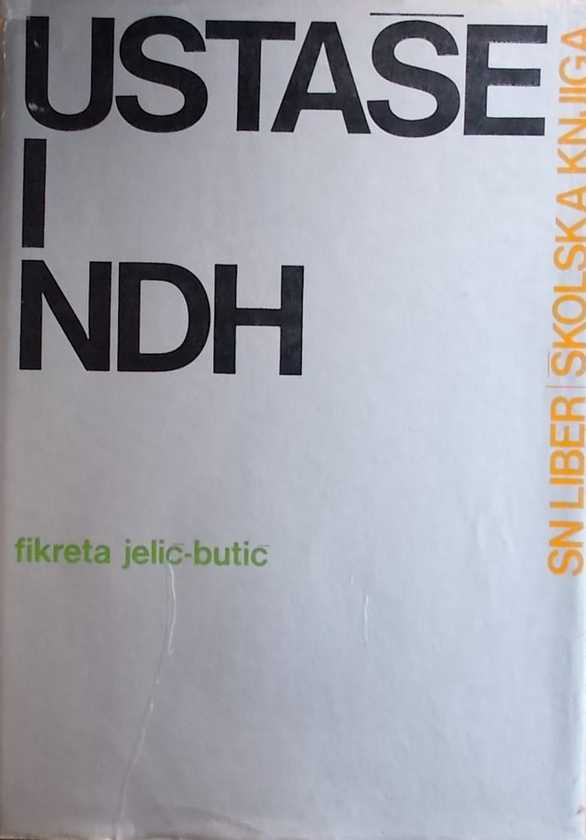 USTAŠE
I
NDH
fikreta jelić-butić
SN LIBER | ŠKOLSKA KNJIGA